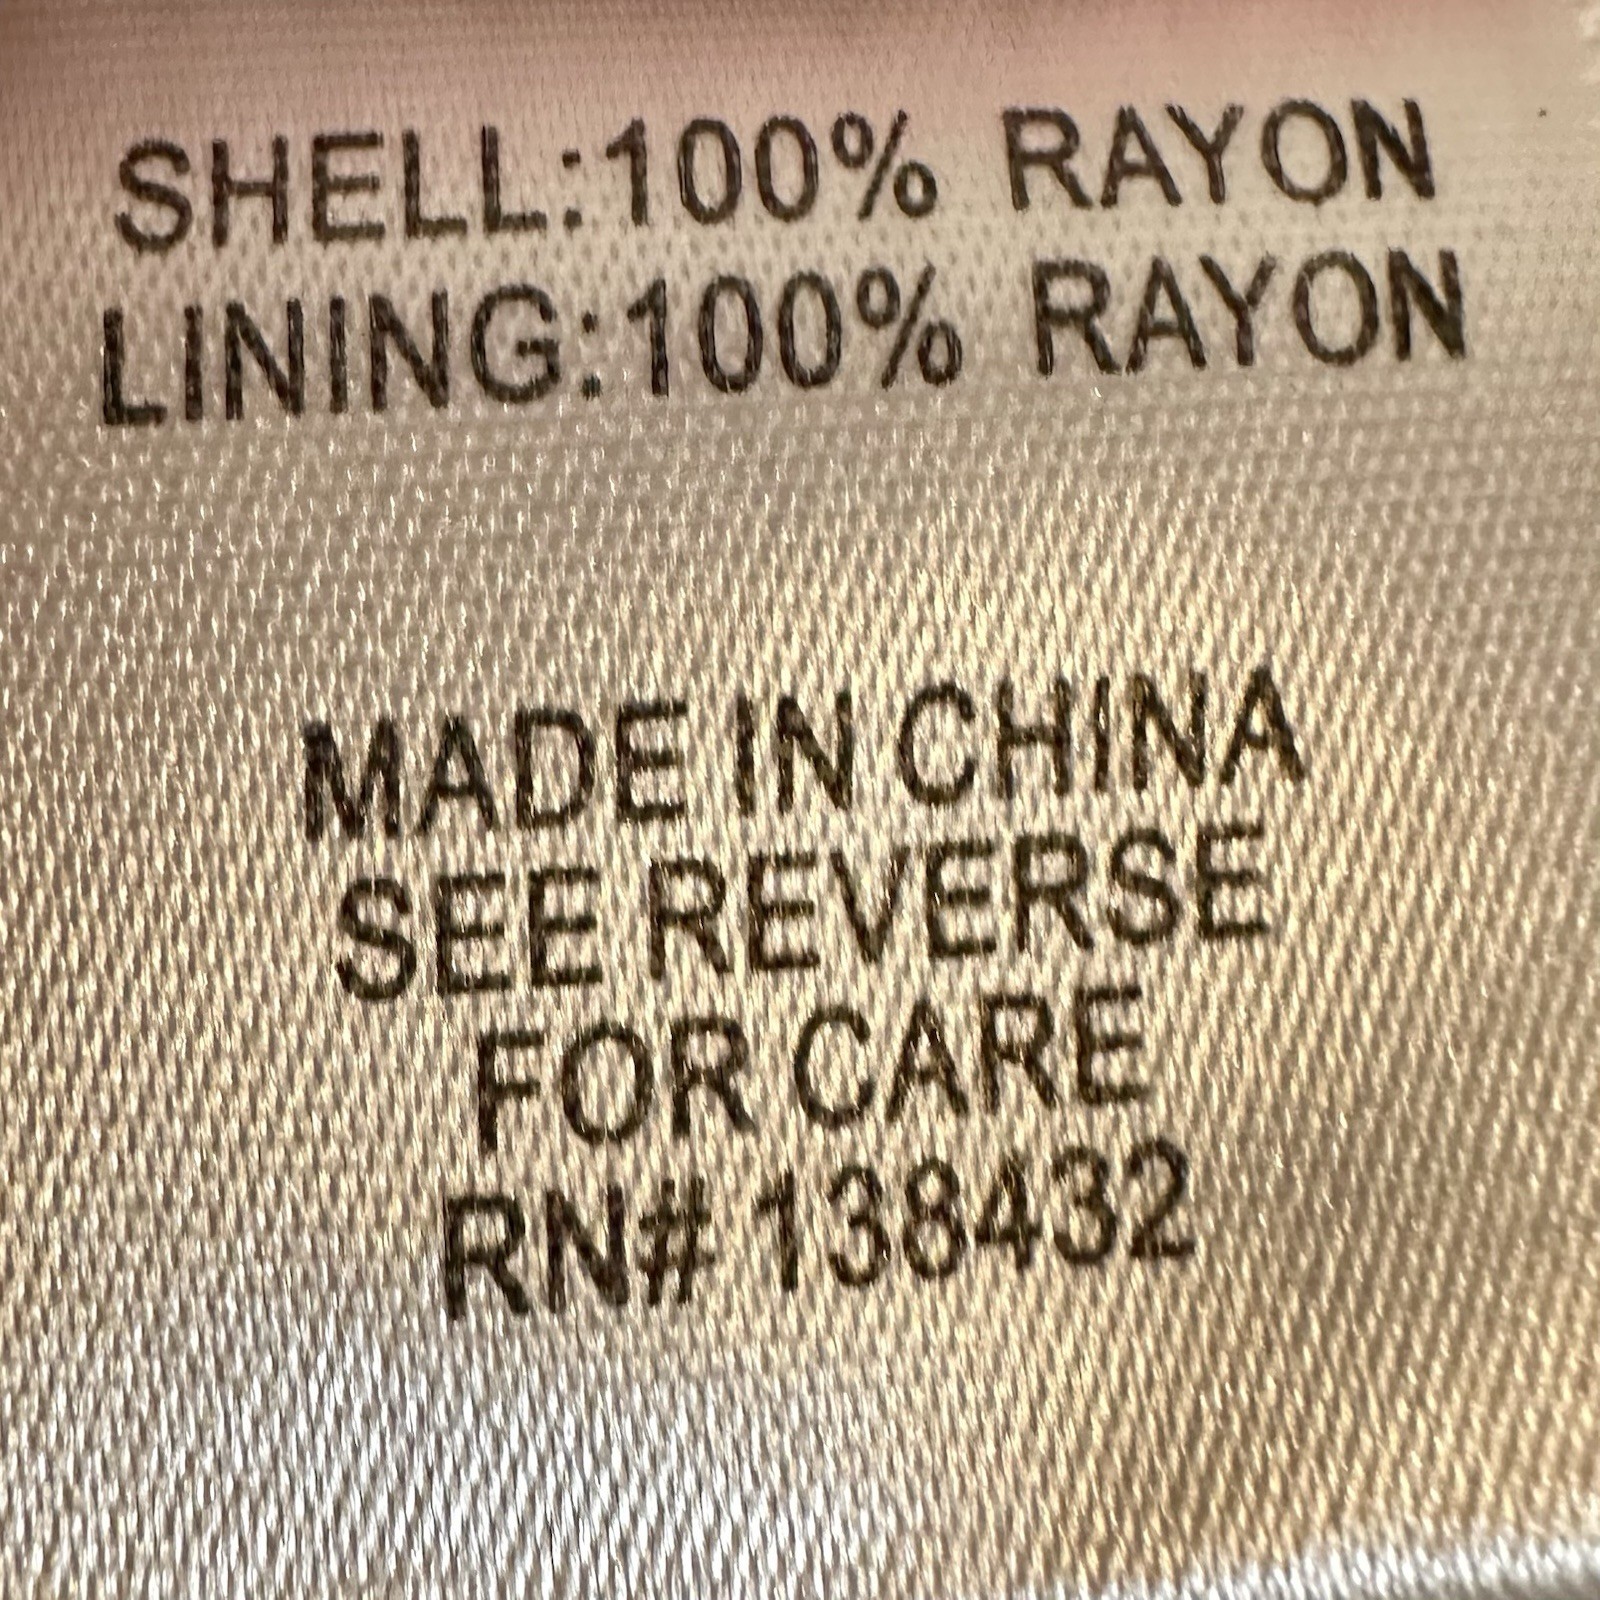 SHELL:100% RAYON
LINING:100% RAYON
MADE IN CHINA
SEE REVERSE
FOR CARE
RN# 138432